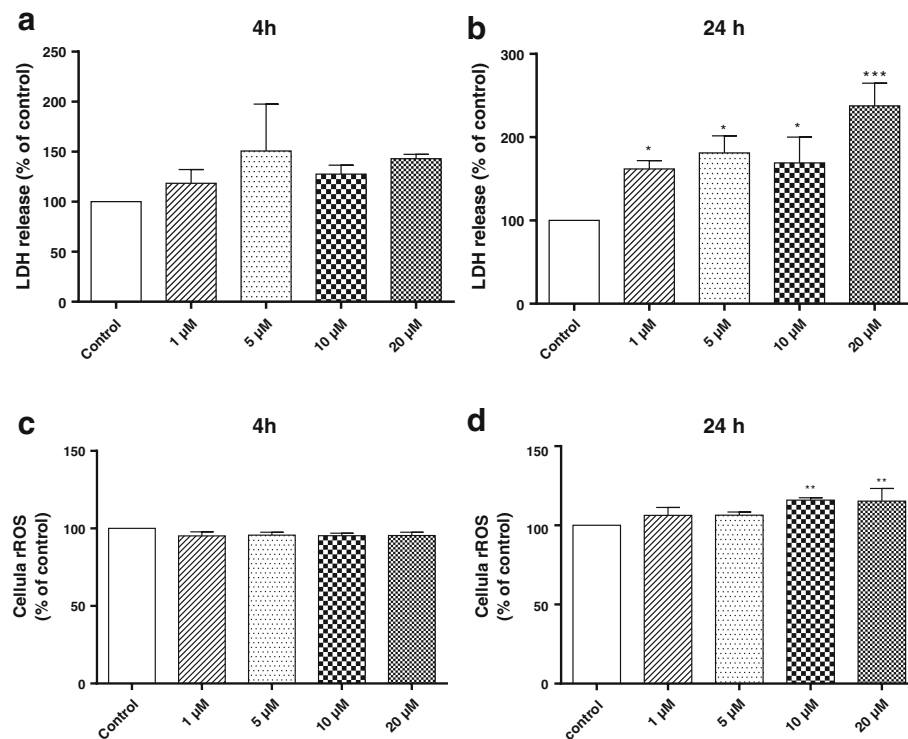 a
4h
LDH release (% of control)
250
200
150
100
50
0
Control
1 µM
5 µM
10 µM
20 µM
b
24 h
LDH release (% of control)
300
200
100
0
*
*
*
***
Control
1 µM
5 µM
10 µM
20 µM
c
4h
Cellula rROS
(% of control)
150
100
50
0
Control
1 µM
5 µM
10 µM
20 µM
d
24 h
Cellula rROS
(% of control)
150
100
50
0
**
**
control
1 µM
5 µM
10 µM
20 µM